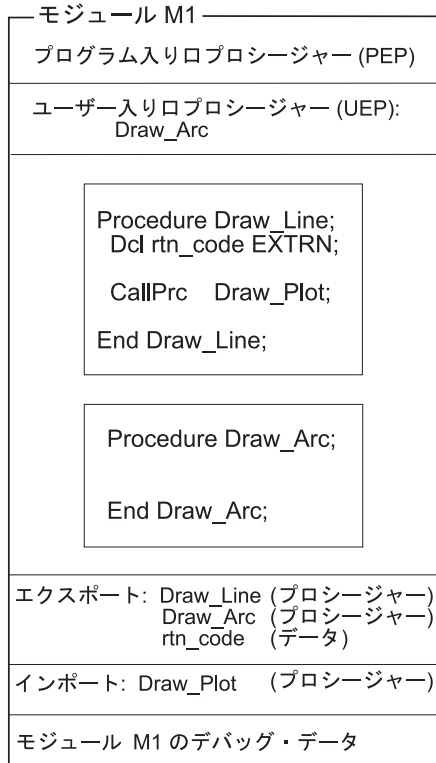 モジュール M1
プログラム入り口プロシージャー (PEP)
ユーザー入り口プロシージャー (UEP):
Draw_Arc
Procedure Draw_Line;
Dcl rtn_code EXTRN;
CallPrc Draw_Plot;
End Draw_Line;
Procedure Draw_Arc;
End Draw_Arc;
エクスポート: Draw_Line (プロシージャー)
Draw_Arc (プロシージャー)
rtn_code (データ)
インポート: Draw_Plot (プロシージャー)
モジュール M1 のデバッグ・データ